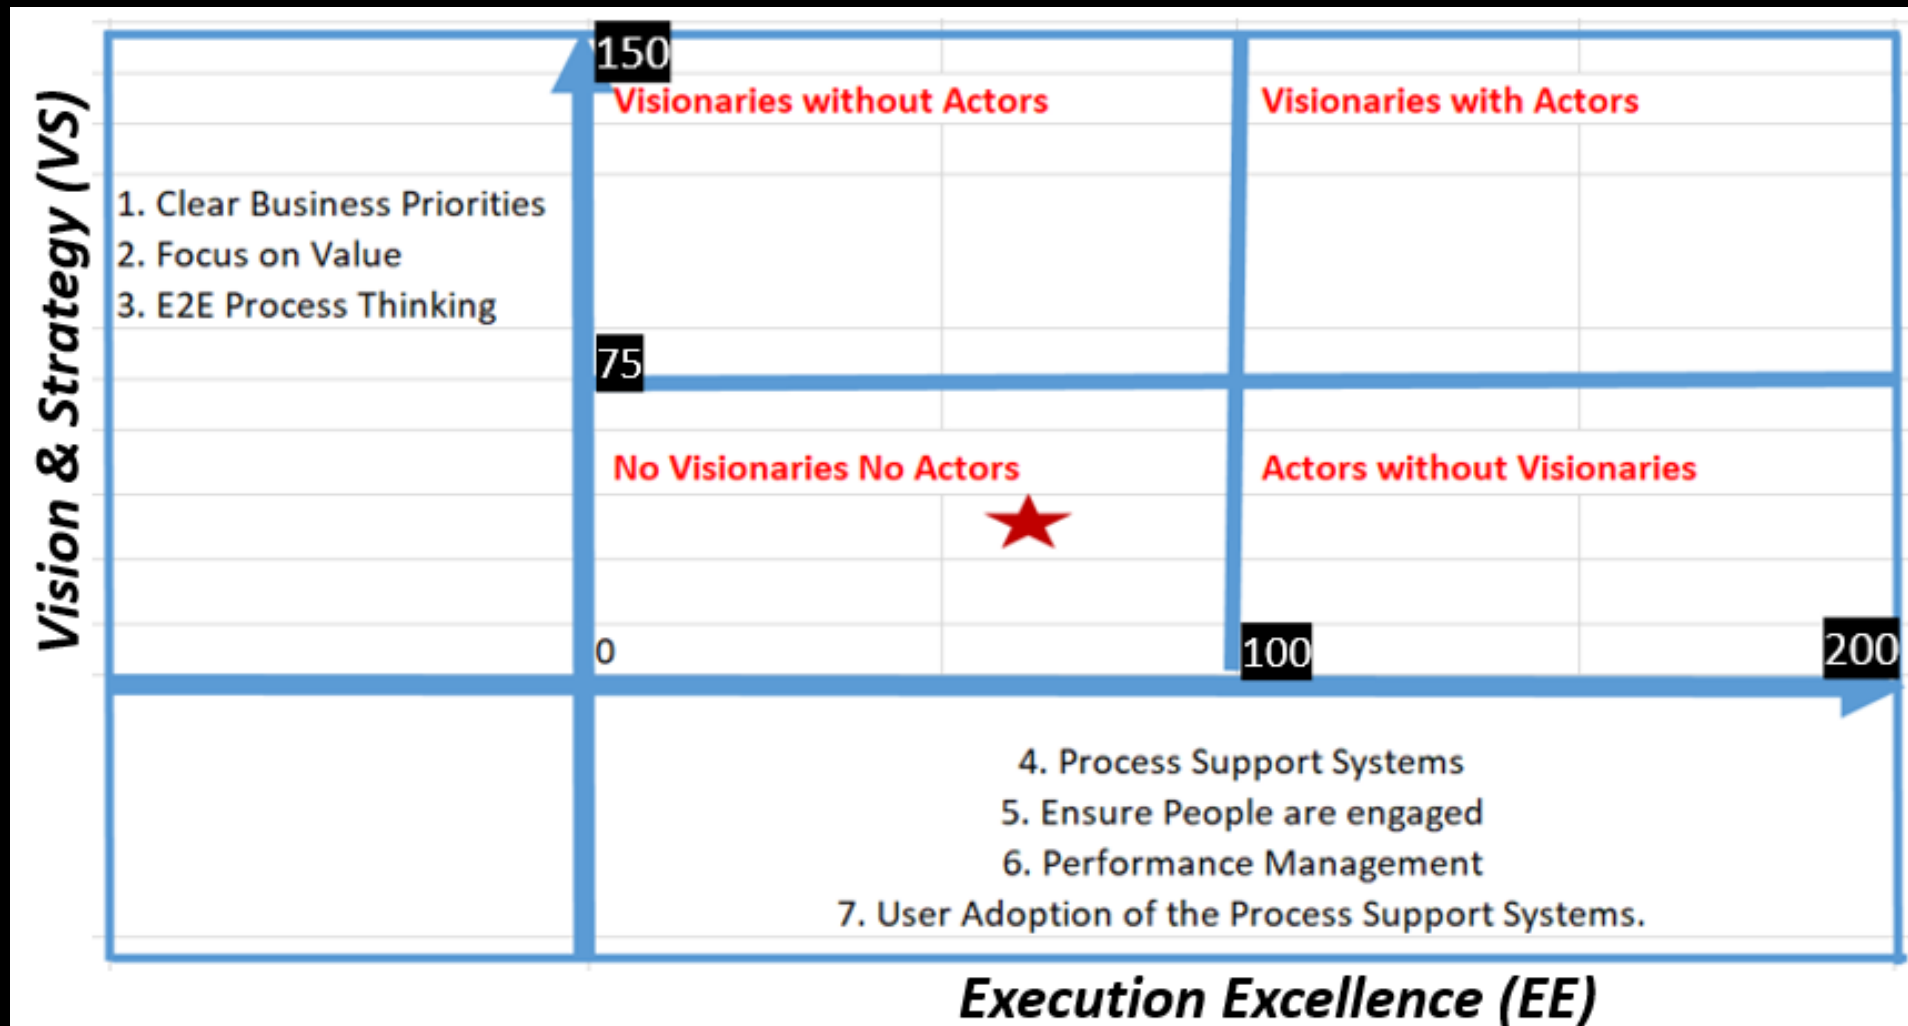 Vision & Strategy (VS)
150
Visionaries without Actors
Visionaries with Actors
1. Clear Business Priorities
2. Focus on Value
3. E2E Process Thinking
75
No Visionaries No Actors
Actors without Visionaries
0
100
200
4. Process Support Systems
5. Ensure People are engaged
6. Performance Management
7. User Adoption of the Process Support Systems.
Execution Excellence (EE)